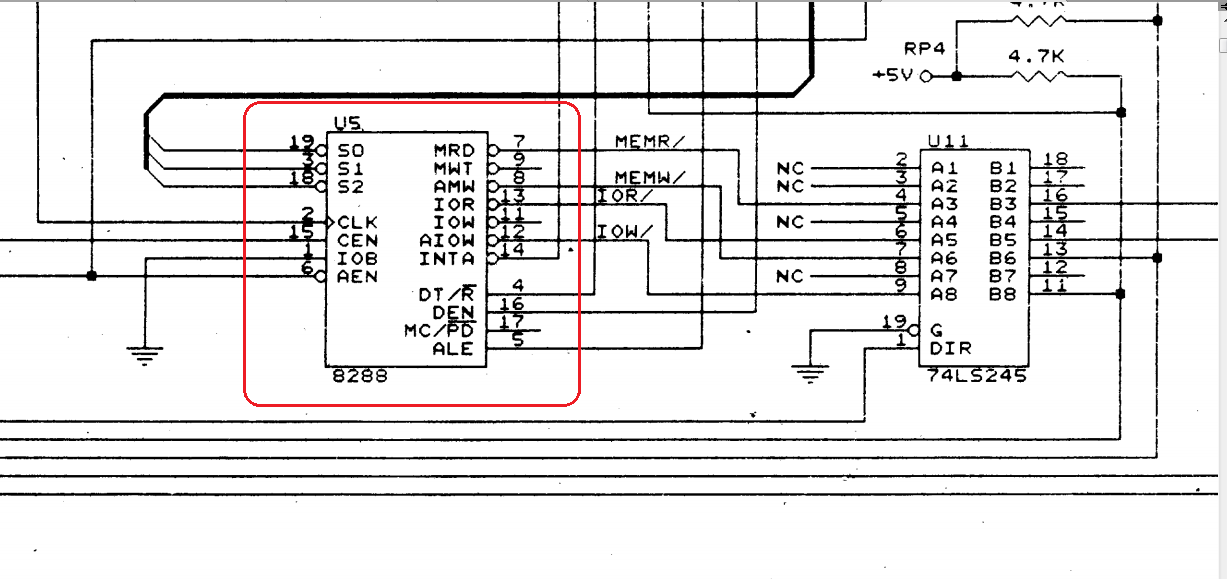 4.7K
RP4
4.7K
+5V
U5
19 S0
3 S1
18 S2
2 CLK
15 CEN
1 IOB
6 AEN
MRD 7
MWT 9
AMW 8
IOR 13
IOW 11
AIOW 12
INTA 14
DT/R̅ 4
DEN 16
MC/P̅D̅ 17
ALE 5
8288
MEMR/
MEMW/
IOR/
IOW/
U11
NC 2 A1
NC 3 A2
4 A3
NC 5 A4
6 A5
7 A6
NC 8 A7
9 A8
19 G
1 DIR
B1 18
B2 17
B3 16
B4 15
B5 14
B6 13
B7 12
B8 11
74LS245